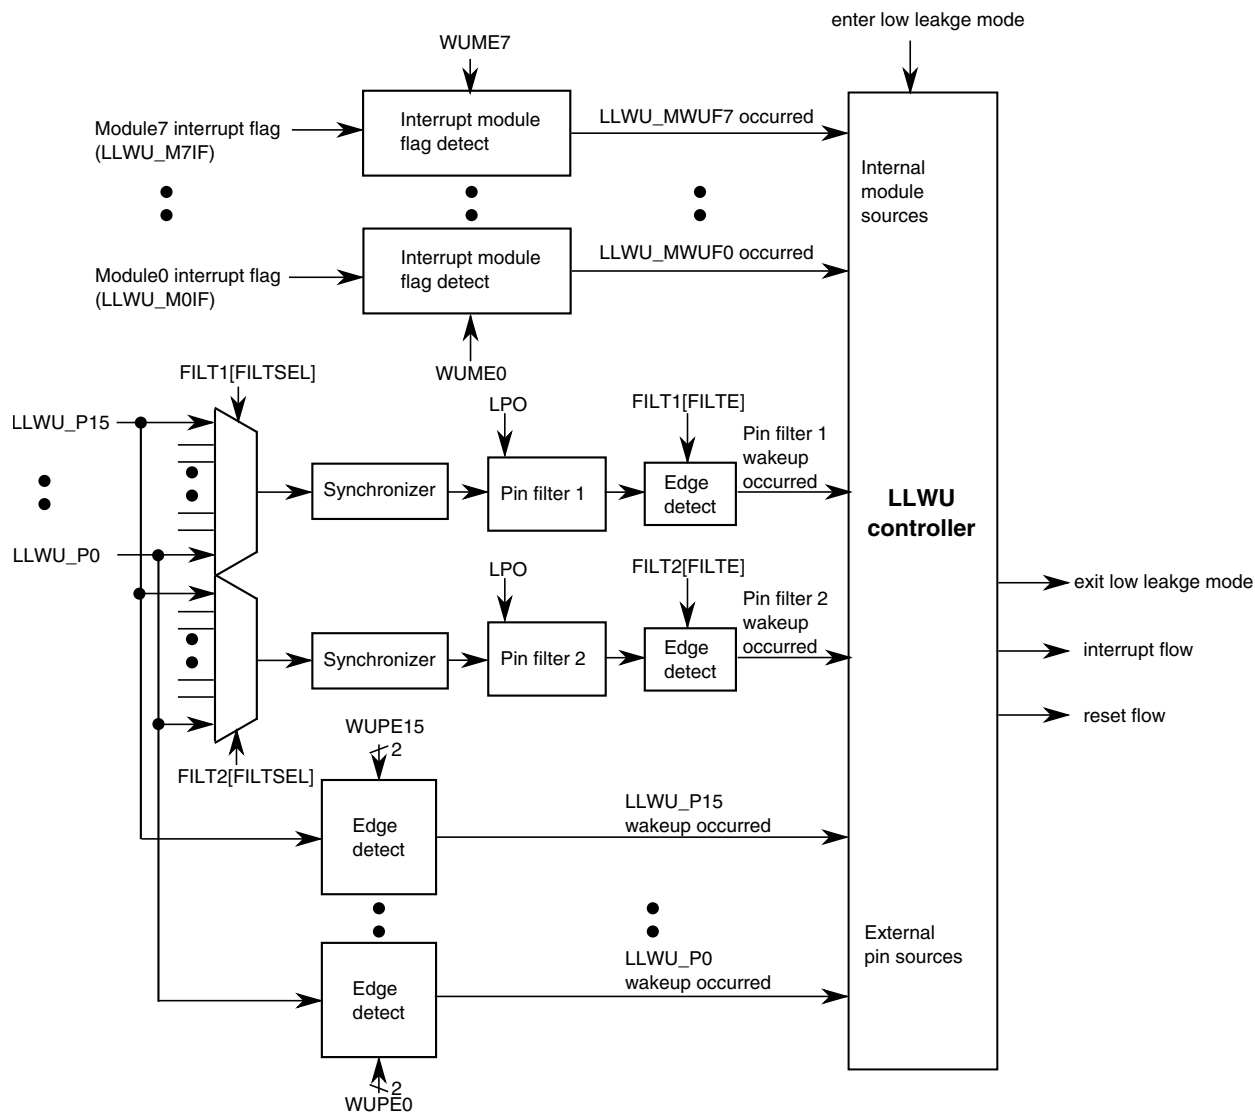 enter low leakge mode
WUME7
Module7 interrupt flag
(LLWU_M7IF)
Interrupt module
flag detect
LLWU_MWUF7 occurred
Internal
module
sources
Module0 interrupt flag
(LLWU_M0IF)
Interrupt module
flag detect
LLWU_MWUF0 occurred
WUME0
FILT1[FILTSEL]
LLWU_P15
LLWU_P0
Synchronizer
LPO
Pin filter 1
FILT1[FILTE]
Edge
detect
Pin filter 1
wakeup
occurred
LLWU
controller
Synchronizer
LPO
Pin filter 2
FILT2[FILTE]
Edge
detect
Pin filter 2
wakeup
occurred
exit low leakge mode
interrupt flow
reset flow
FILT2[FILTSEL]
WUPE15
2
Edge
detect
LLWU_P15
wakeup occurred
Edge
detect
LLWU_P0
wakeup occurred
External
pin sources
2
WUPE0